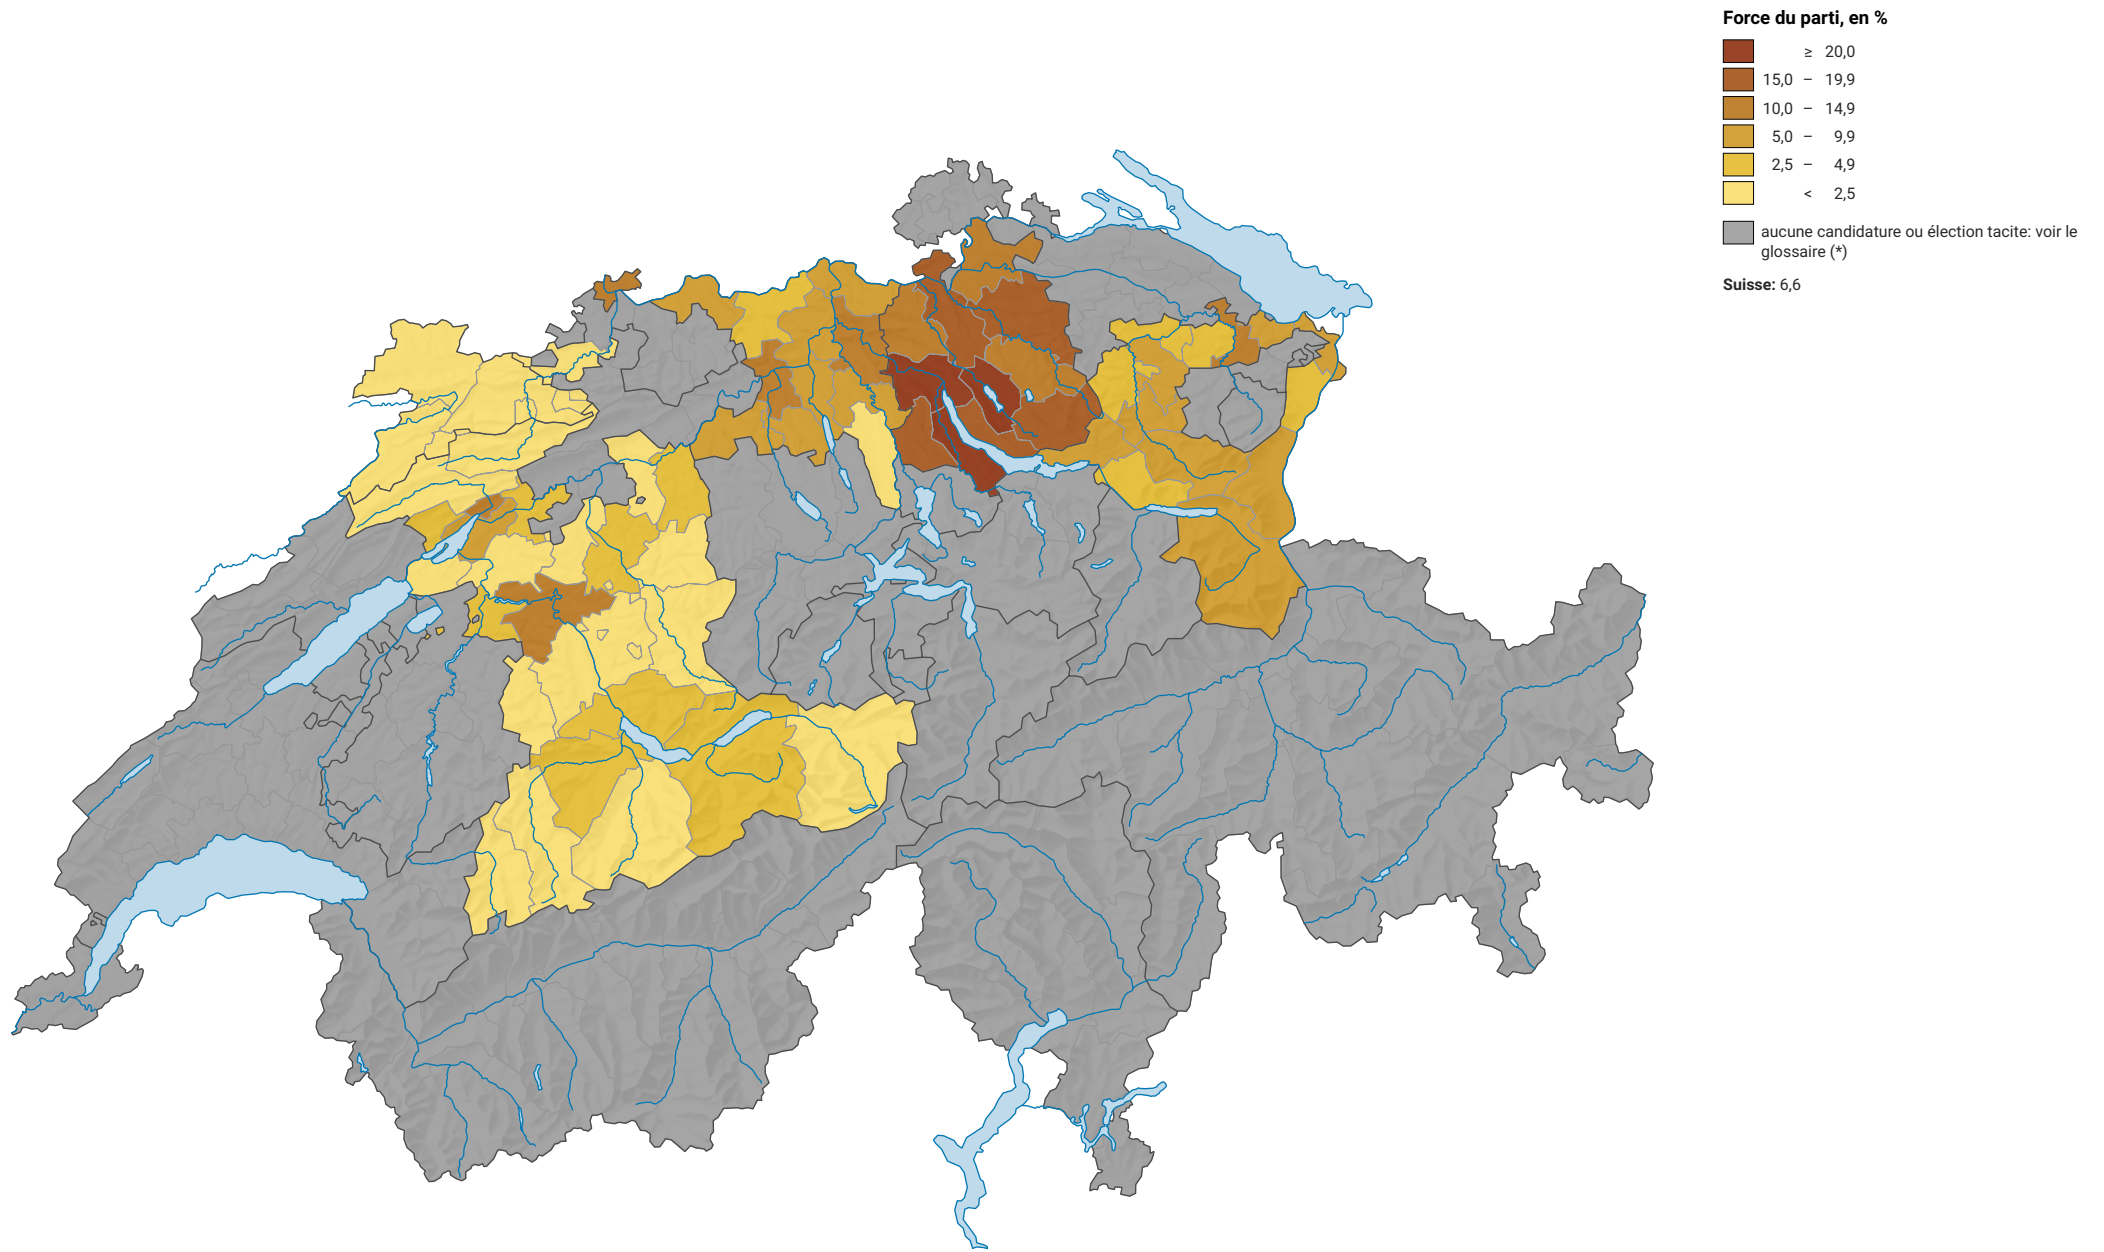 Force du parti, en %
≥ 20,0
15,0 – 19,9
10,0 – 14,9
5,0 – 9,9
2,5 – 4,9
< 2,5
aucune candidature ou élection tacite: voir le
glossaire (*)
Suisse: 6,6